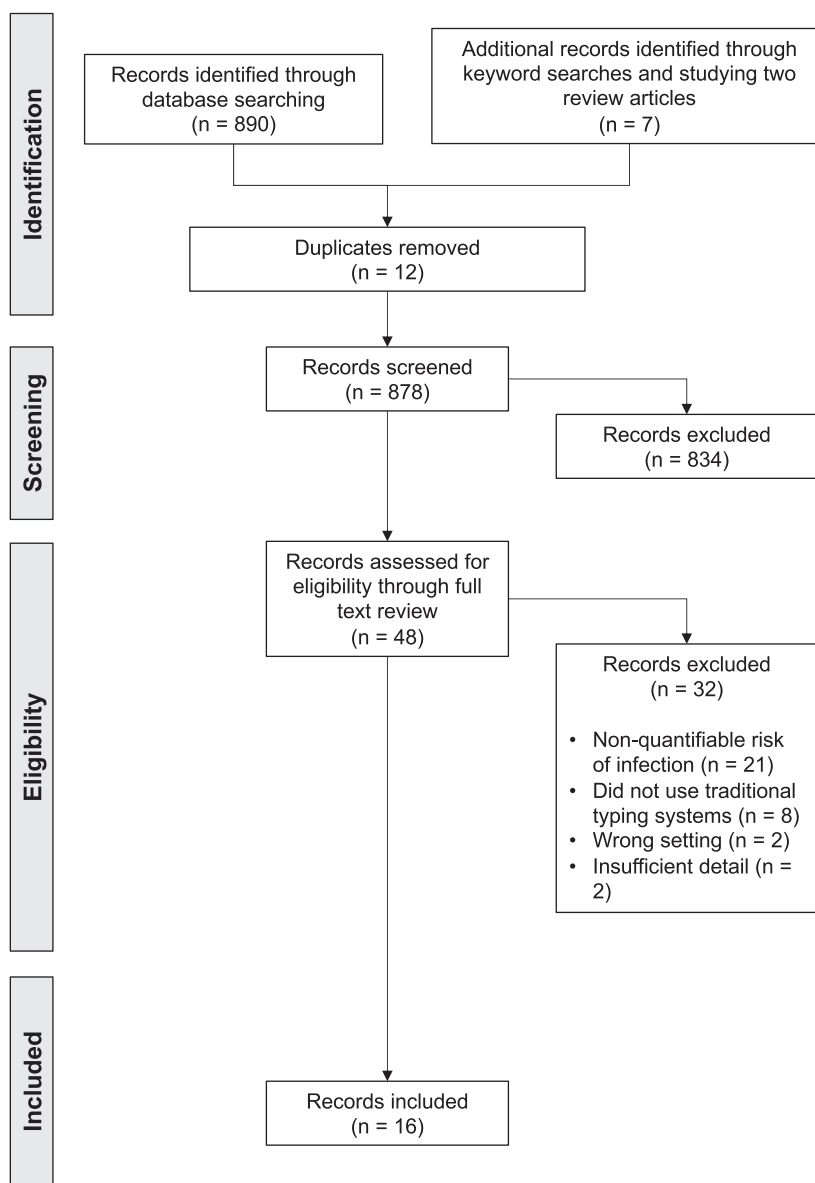 Identification
Records identified through
database searching
(n = 890)
Additional records identified through
keyword searches and studying two
review articles
(n = 7)
Duplicates removed
(n = 12)
Screening
Records screened
(n = 878)
Records excluded
(n = 834)
Eligibility
Records assessed for
eligibility through full
text review
(n = 48)
Records excluded
(n = 32)
• Non-quantifiable risk
of infection (n = 21)
• Did not use traditional
typing systems (n = 8)
• Wrong setting (n = 2)
• Insufficient detail (n =
2)
Included
Records included
(n = 16)